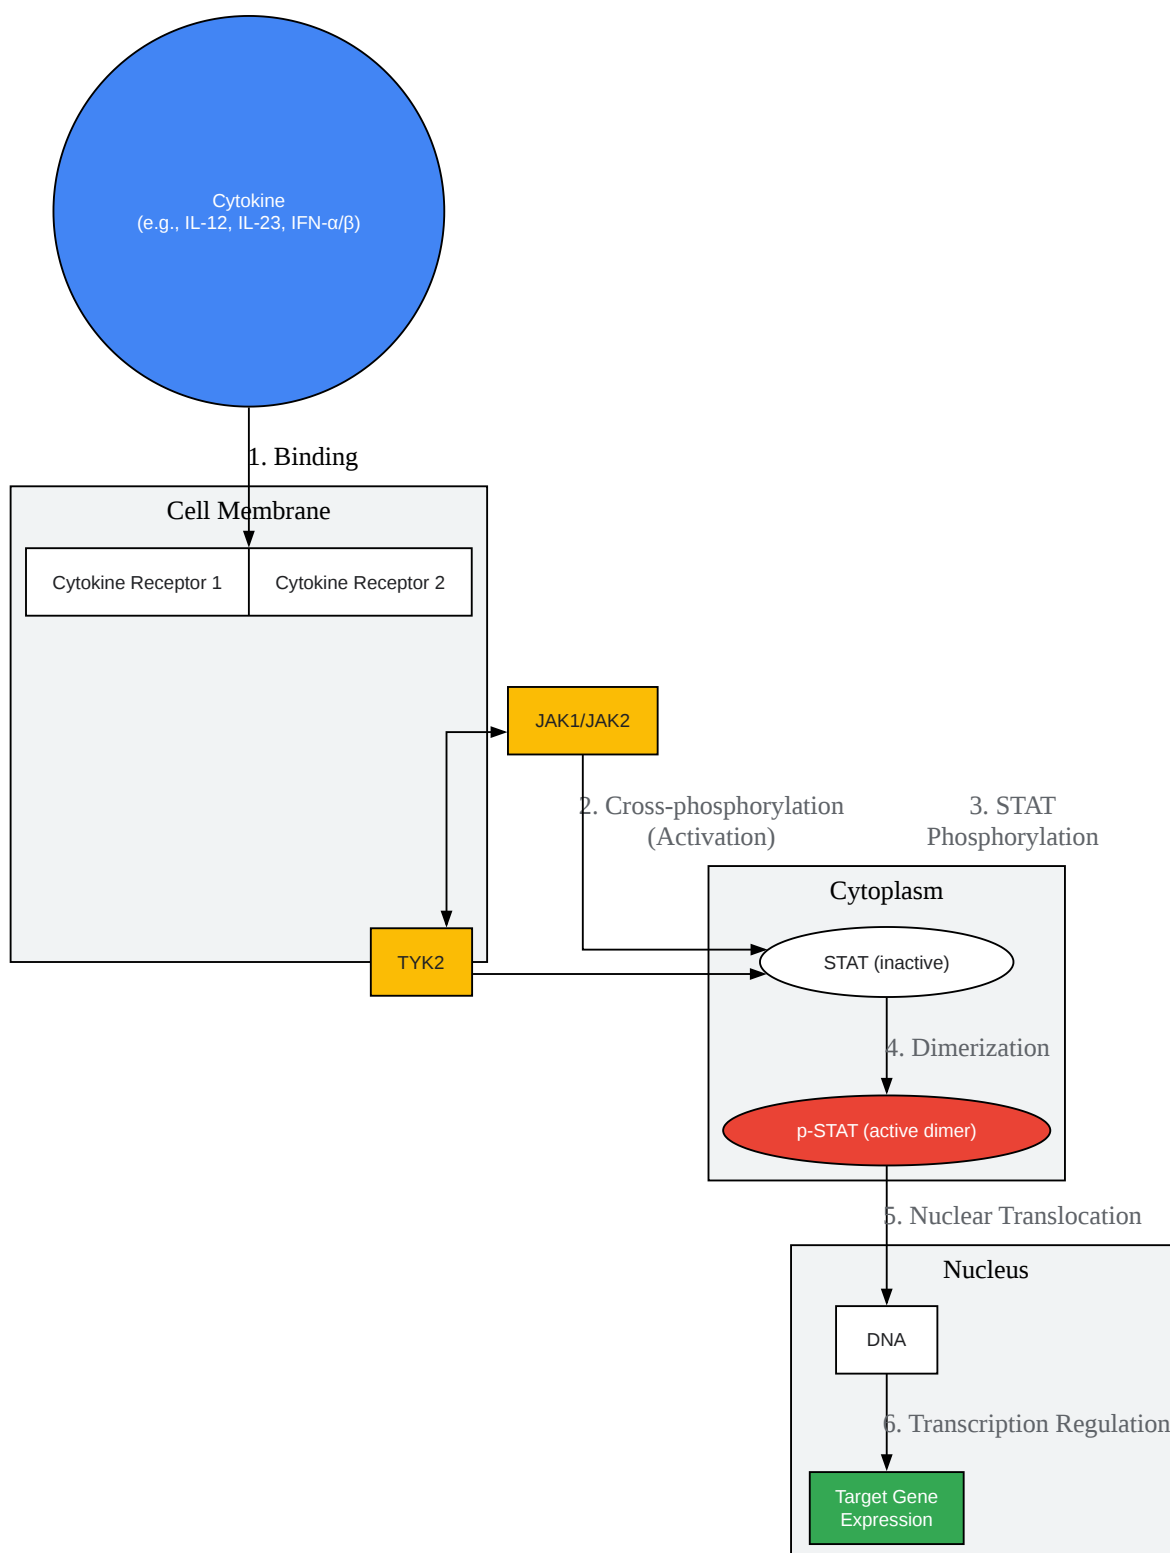 Cytokine
(e.g., IL-12, IL-23, IFN-α/β)
1. Binding
Cell Membrane
Cytokine Receptor 1
Cytokine Receptor 2
JAK1/JAK2
2. Cross-phosphorylation
(Activation)
3. STAT
Phosphorylation
Cytoplasm
STAT (inactive)
TYK2
4. Dimerization
p-STAT (active dimer)
5. Nuclear Translocation
Nucleus
DNA
6. Transcription Regulation
Target Gene
Expression